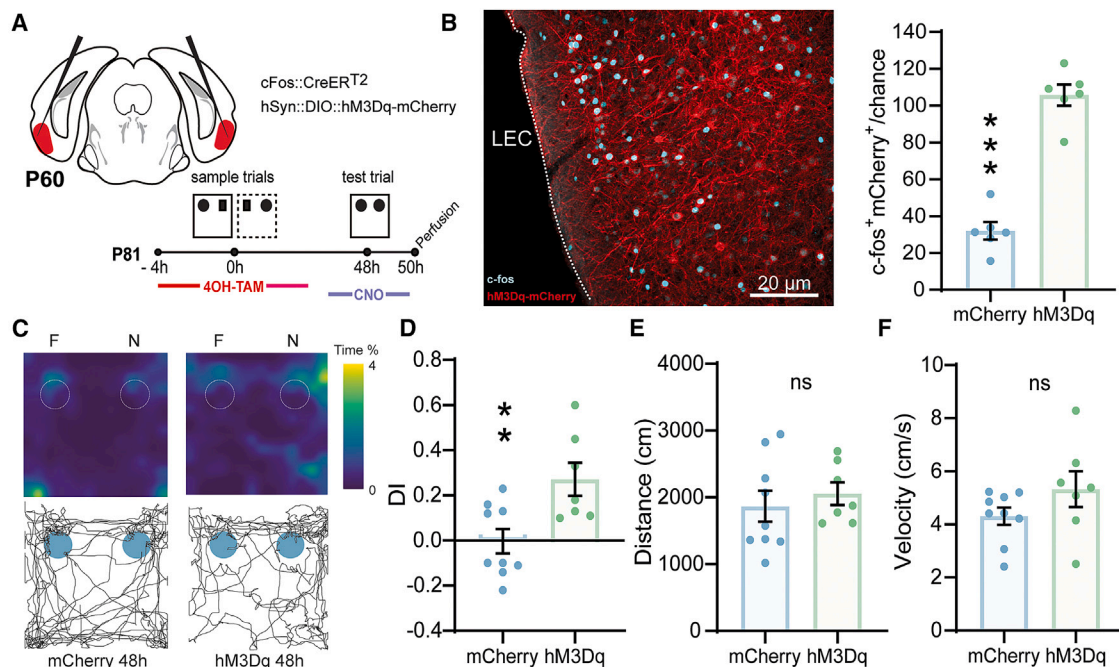 A
cFos::CreERT2
hSyn::DIO::hM3Dq-mCherry
P60
sample trials
test trial
P81
-4h
0h
48h
50h
Perfusion
4OH-TAM
CNO
B
LEC
c-fos
hM3Dq-mCherry
20 µm
c-fos+mCherry+/chance
140
120
100
80
60
40
20
***
mCherry hM3Dq
C
F N F N
Time %
4
0
mCherry 48h hM3Dq 48h
D
DI
0.8
0.6
0.4
0.2
0.0
-0.2
-0.4
**
mCherry hM3Dq
E
Distance (cm)
4000
3000
2000
1000
0
ns
mCherry hM3Dq
F
Velocity (cm/s)
10
8
6
4
2
0
ns
mCherry hM3Dq